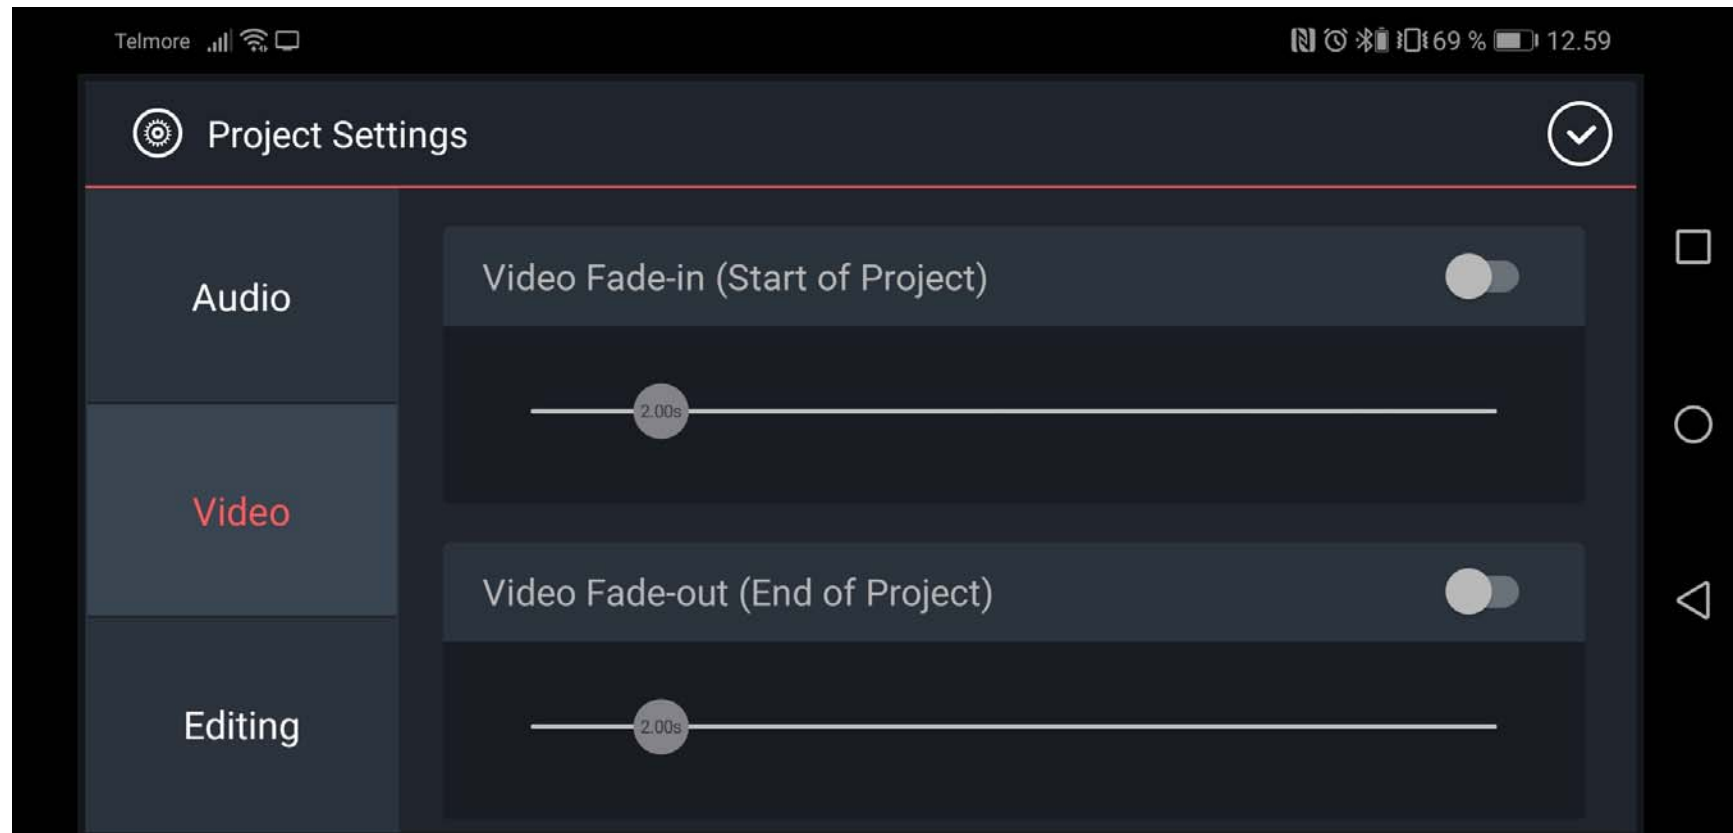 Telmore 69 % 12.59
Project Settings
Audio
Video
Editing
Video Fade-in (Start of Project)
2.00s
Video Fade-out (End of Project)
2.00s